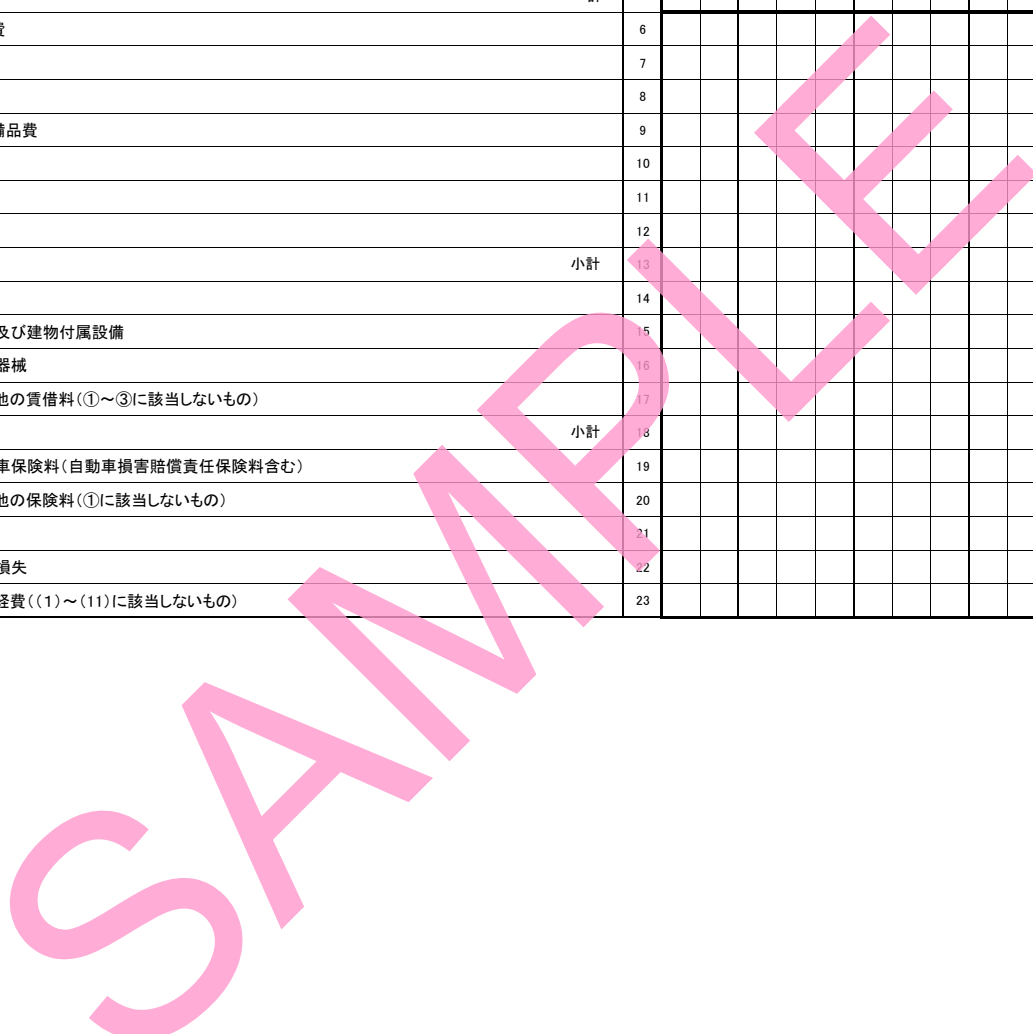 計
費 6
7
8
備品費 9
10
11
12
小計 13
14
及び建物付属設備 15
器械 16
他の賃借料(①～③に該当しないもの) 17
小計 18
車保険料(自動車損害賠償責任保険料含む) 19
他の保険料(①に該当しないもの) 20
21
損失 22
経費((1)～(11)に該当しないもの) 23
SAMPLE